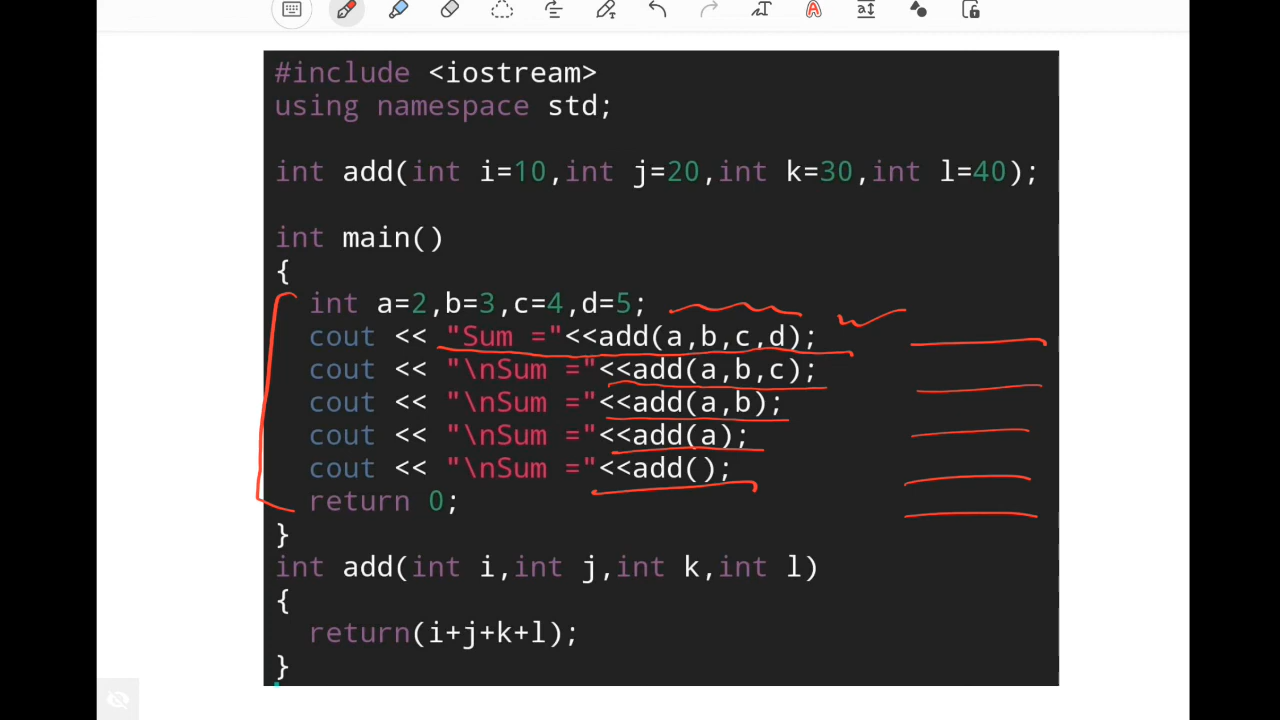 #include <iostream>
using namespace std;
int add(int i=10,int j=20,int k=30,int l=40);
int main()
{
int a=2,b=3,c=4,d=5;
cout << "Sum ="<<add(a,b,c,d);
cout << "\nSum ="<<add(a,b,c);
cout << "\nSum ="<<add(a,b);
cout << "\nSum ="<<add(a);
cout << "\nSum ="<<add();
return 0;
}
int add(int i,int j,int k,int l)
{
return(i+j+k+l);
}